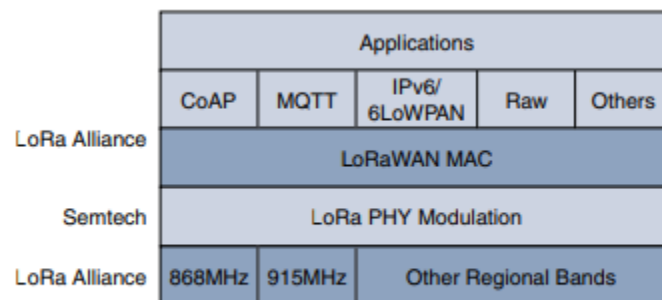 Applications
CoAP MQTT IPv6/ 6LoWPAN Raw Others
LoRa Alliance
LoRaWAN MAC
Semtech LoRa PHY Modulation
LoRa Alliance 868MHz 915MHz Other Regional Bands